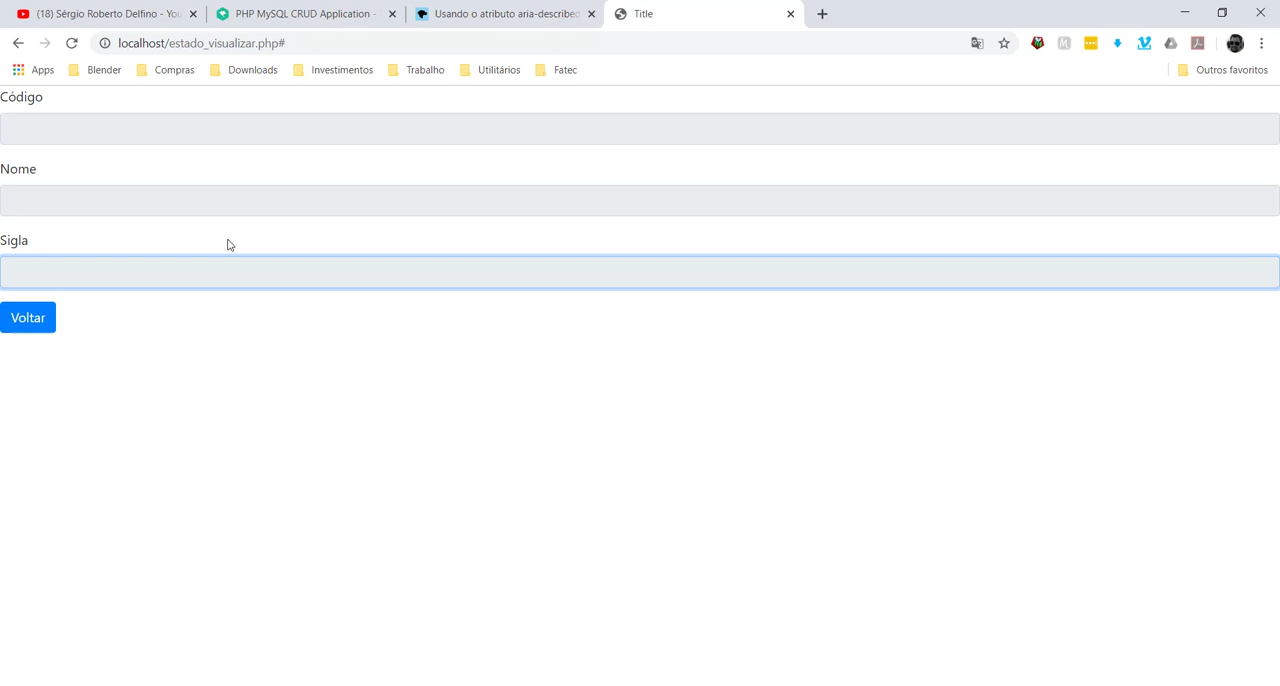 (18) Sérgio Roberto Delfino - You
PHP MySQL CRUD Application -
Usando o atributo aria-described
Title
localhost/estado_visualizar.php#
Apps
Blender
Compras
Downloads
Investimentos
Trabalho
Utilitários
Fatec
Outros favoritos
Código
Nome
Sigla
Voltar